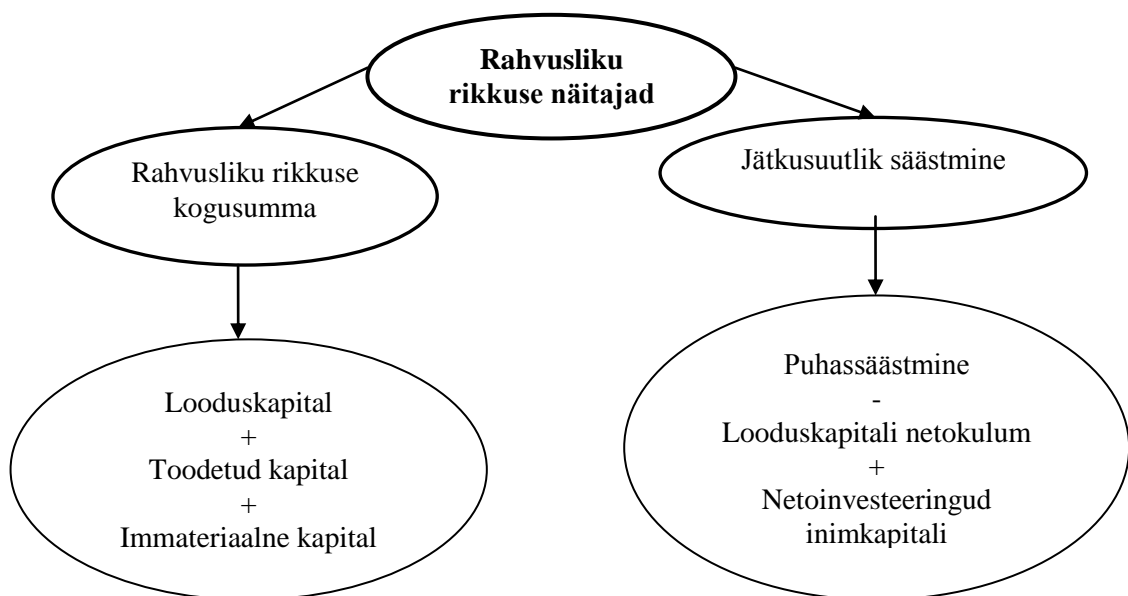 Rahvusliku
rikkuse näitajad
Rahvusliku rikkuse
kogusumma
Jätkusuutlik säästmine
Looduskapital
+
Toodetud kapital
+
Immateriaalne kapital
Puhassäästmine
-
Looduskapitali netokulum
+
Netoinvesteeringud
inimkapitali